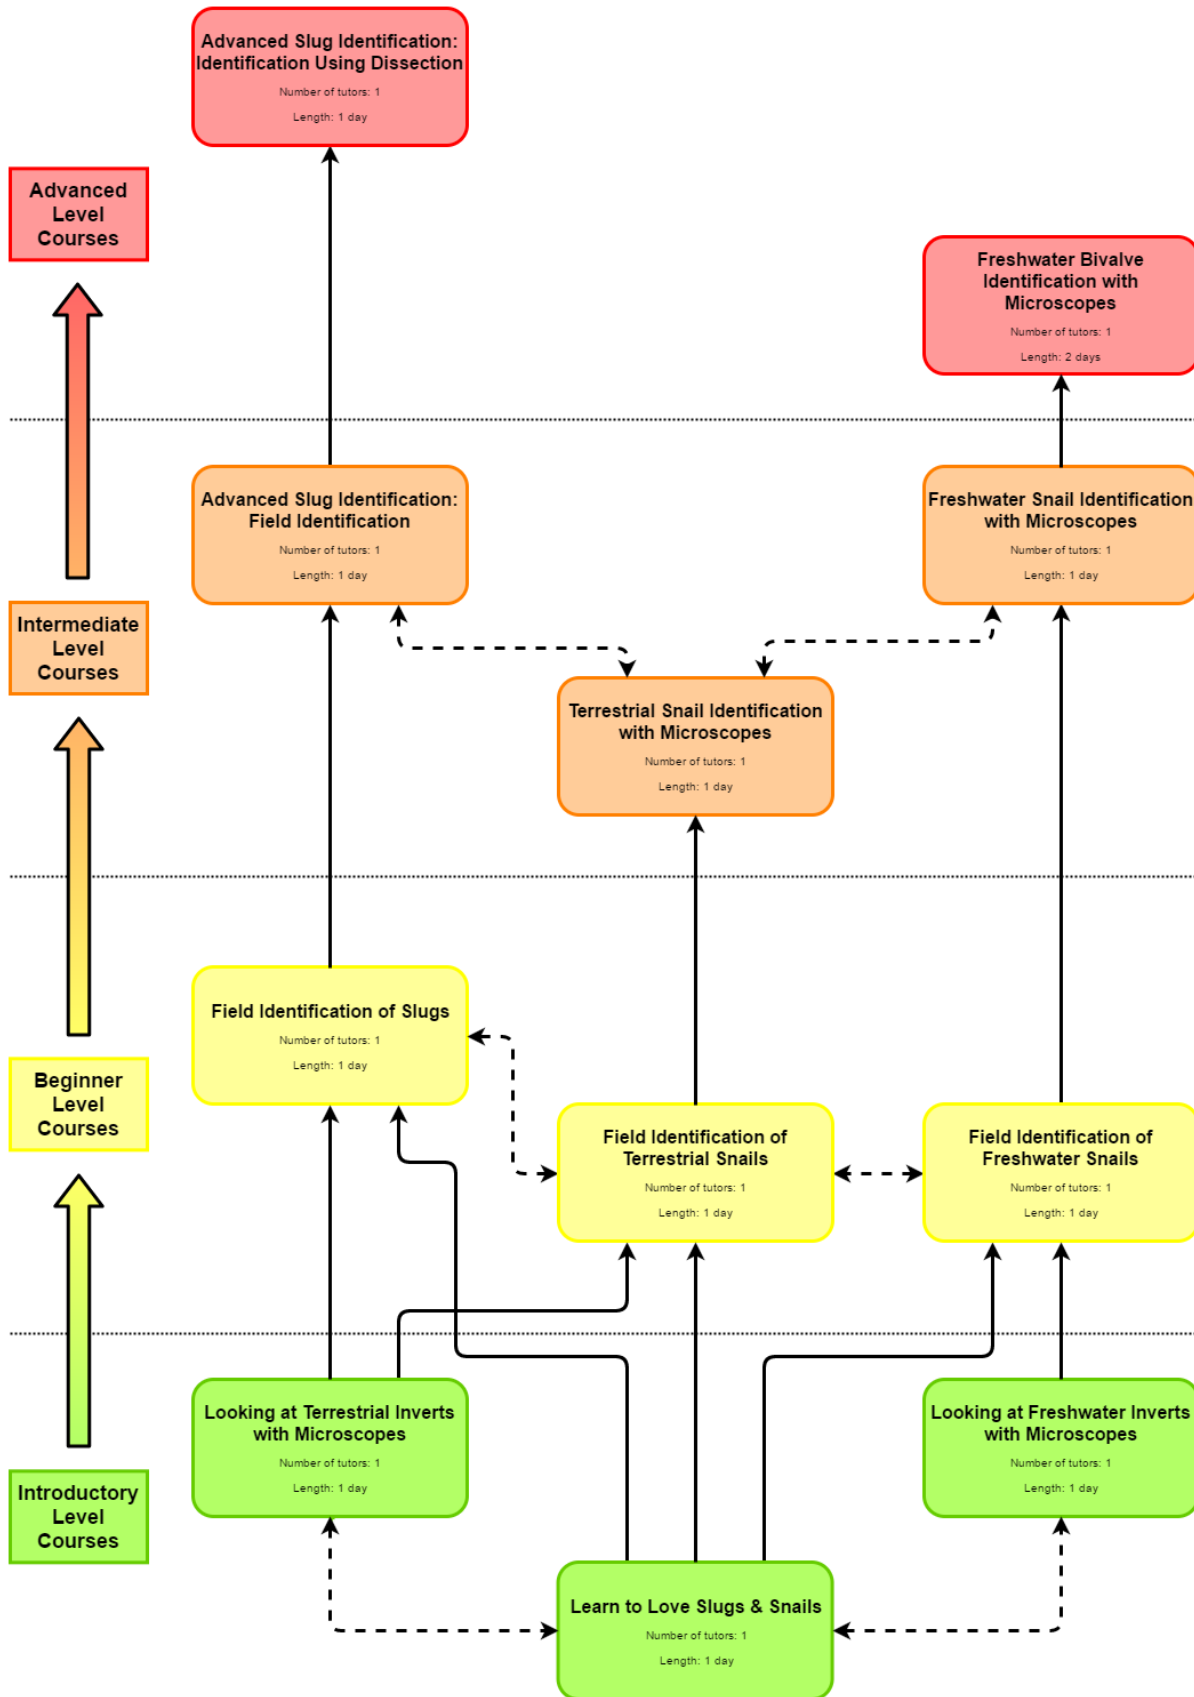 Advanced Slug Identification:
Identification Using Dissection
Number of tutors: 1
Length: 1 day
Advanced
Level
Courses
Freshwater Bivalve
Identification with
Microscopes
Number of tutors: 1
Length: 2 days
Advanced Slug Identification:
Field Identification
Number of tutors: 1
Length: 1 day
Freshwater Snail Identification
with Microscopes
Number of tutors: 1
Length: 1 day
Intermediate
Level
Courses
Terrestrial Snail Identification
with Microscopes
Number of tutors: 1
Length: 1 day
Field Identification of Slugs
Number of tutors: 1
Length: 1 day
Beginner
Level
Courses
Field Identification of
Terrestrial Snails
Number of tutors: 1
Length: 1 day
Field Identification of
Freshwater Snails
Number of tutors: 1
Length: 1 day
Looking at Terrestrial Inverts
with Microscopes
Number of tutors: 1
Length: 1 day
Looking at Freshwater Inverts
with Microscopes
Number of tutors: 1
Length: 1 day
Introductory
Level
Courses
Learn to Love Slugs & Snails
Number of tutors: 1
Length: 1 day